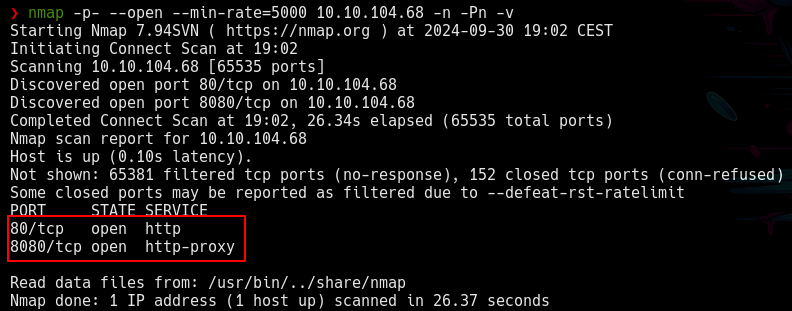 ❯ nmap -p- --open --min-rate=5000 10.10.104.68 -n -Pn -v
Starting Nmap 7.94SVN ( https://nmap.org ) at 2024-09-30 19:02 CEST
Initiating Connect Scan at 19:02
Scanning 10.10.104.68 [65535 ports]
Discovered open port 80/tcp on 10.10.104.68
Discovered open port 8080/tcp on 10.10.104.68
Completed Connect Scan at 19:02, 26.34s elapsed (65535 total ports)
Nmap scan report for 10.10.104.68
Host is up (0.10s latency).
Not shown: 65381 filtered tcp ports (no-response), 152 closed tcp ports (conn-refused)
Some closed ports may be reported as filtered due to --defeat-rst-ratelimit
PORT     STATE SERVICE
80/tcp   open  http
8080/tcp open  http-proxy
Read data files from: /usr/bin/../share/nmap
Nmap done: 1 IP address (1 host up) scanned in 26.37 seconds